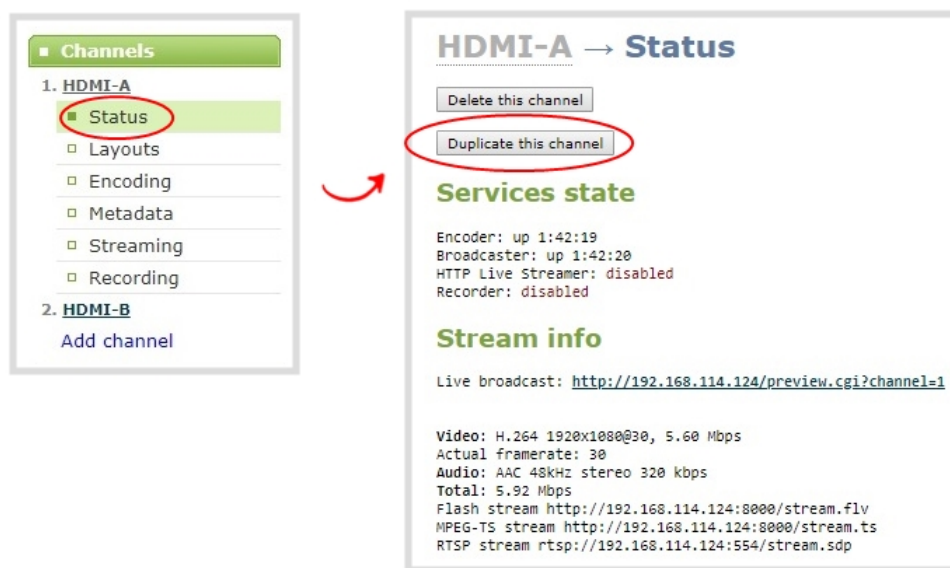 Channels
1. HDMI-A
Status
Layouts
Encoding
Metadata
Streaming
Recording
2. HDMI-B
Add channel
HDMI-A → Status
Delete this channel
Duplicate this channel
Services state
Encoder: up 1:42:19
Broadcaster: up 1:42:20
HTTP Live Streamer: disabled
Recorder: disabled
Stream info
Live broadcast: http://192.168.114.124/preview.cgi?channel=1
Video: H.264 1920x1080@30, 5.60 Mbps
Actual framerate: 30
Audio: AAC 48kHz stereo 320 kbps
Total: 5.92 Mbps
Flash stream http://192.168.114.124:8000/stream.flv
MPEG-TS stream http://192.168.114.124:8000/stream.ts
RTSP stream rtsp://192.168.114.124:554/stream.sdp